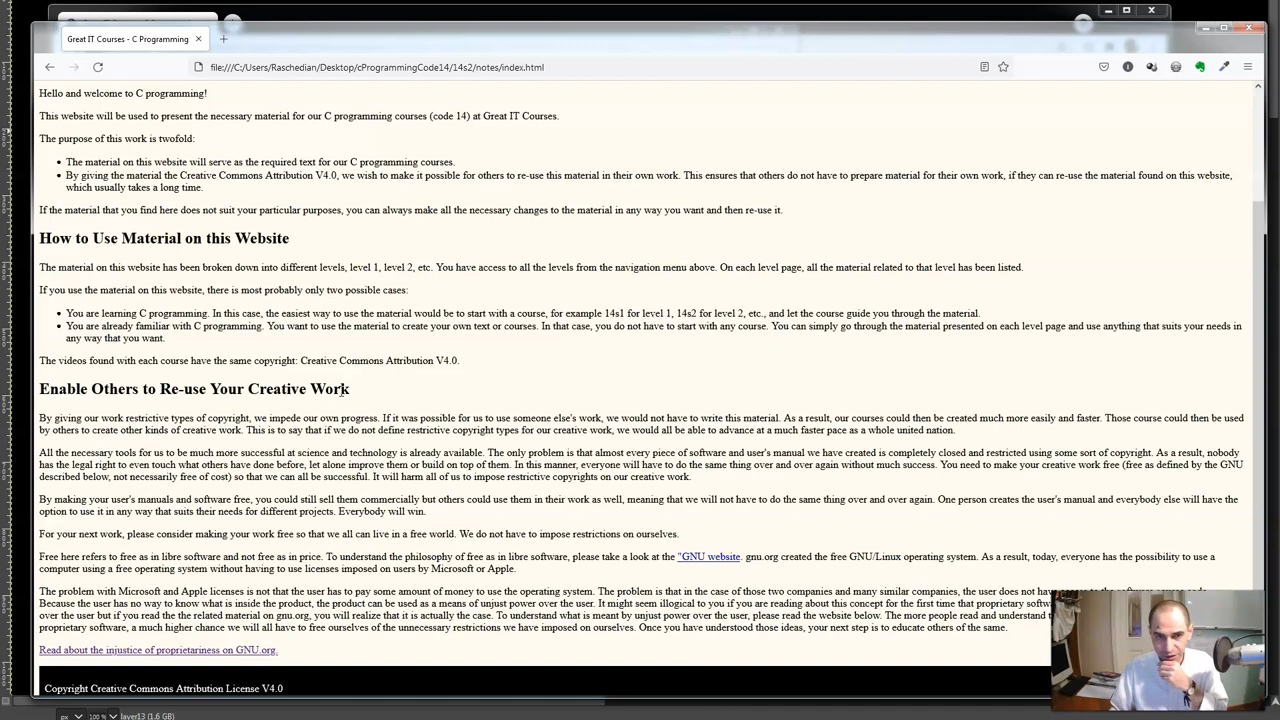 Great IT Courses - C Programming
file:///C:/Users/Raschedian/Desktop/cProgrammingCode14/14s2/notes/index.html
Hello and welcome to C programming!
This website will be used to present the necessary material for our C programming courses (code 14) at Great IT Courses.
The purpose of this work is twofold:
The material on this website will serve as the required text for our C programming courses.
By giving the material the Creative Commons Attribution V4.0, we wish to make it possible for others to re-use this material in their own work. This ensures that others do not have to prepare material for their own work, if they can re-use the material found on this website,
which usually takes a long time.
If the material that you find here does not suit your particular purposes, you can always make all the necessary changes to the material in any way you want and then re-use it.
How to Use Material on this Website
The material on this website has been broken down into different levels, level 1, level 2, etc. You have access to all the levels from the navigation menu above. On each level page, all the material related to that level has been listed.
If you use the material on this website, there is most probably only two possible cases:
You are learning C programming. In this case, the easiest way to use the material would be to start with a course, for example 14s1 for level 1, 14s2 for level 2, etc., and let the course guide you through the material.
You are already familiar with C programming. You want to use the material to create your own text or courses. In that case, you do not have to start with any course. You can simply go through the material presented on each level page and use anything that suits your needs in
any way that you want.
The videos found with each course have the same copyright: Creative Commons Attribution V4.0.
Enable Others to Re-use Your Creative Work
By giving our work restrictive types of copyright, we impede our own progress. If it was possible for us to use someone else's work, we would not have to write this material. As a result, our courses could then be created much more easily and faster. Those course could then be used
by others to create other kinds of creative work. This is to say that if we do not define restrictive copyright types for our creative work, we would all be able to advance at a much faster pace as a whole united nation.
All the necessary tools for us to be much more successful at science and technology is already available. The only problem is that almost every piece of software and user's manual we have created is completely closed and restricted using some sort of copyright. As a result, nobody
has the legal right to even touch what others have done before, let alone improve them or build on top of them. In this manner, everyone will have to do the same thing over and over again without much success. You need to make your creative work free (free as defined by the GNU
described below, not necessarily free of cost) so that we can all be successful. It will harm all of us to impose restrictive copyrights on our creative work.
By making your user's manuals and software free, you could still sell them commercially but others could use them in their work as well, meaning that we will not have to do the same thing over and over again. One person creates the user's manual and everybody else will have the
option to use it in any way that suits their needs for different projects. Everybody will win.
For your next work, please consider making your work free so that we all can live in a free world. We do not have to impose restrictions on ourselves.
Free here refers to free as in libre software and not free as in price. To understand the philosophy of free as in libre software, please take a look at the "GNU website. gnu.org created the free GNU/Linux operating system. As a result, today, everyone has the possibility to use a
computer using a free operating system without having to use licenses imposed on users by Microsoft or Apple.
The problem with Microsoft and Apple licenses is not that the user has to pay some amount of money to use the operating system. The problem is that in the case of those two companies and many similar companies, the user does not have
Because the user has no way to know what is inside the product, the product can be used as a means of unjust power over the user. It might seem illogical to you if you are reading about this concept for the first time that proprietary
over the user but if you read the the related material on gnu.org, you will realize that it is actually the case. To understand what is meant by unjust power over the user, please read the website below. The more people read and understand
proprietary software, a much higher chance we will all have to free ourselves of the unnecessary restrictions we have imposed on ourselves. Once you have understood those ideas, your next step is to educate others of the same.
Read about the injustice of proprietariness on GNU.org.
Copyright Creative Commons Attribution License V4.0
px 100 % layer13 (1.6 GB)